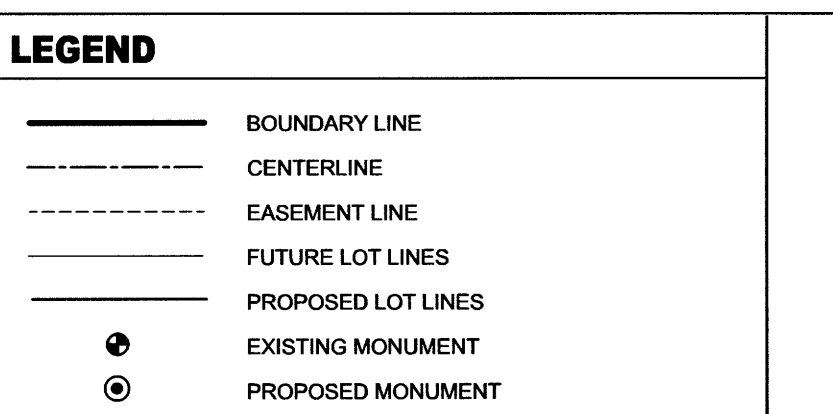 LEGEND
BOUNDARY LINE
CENTERLINE
EASEMENT LINE
FUTURE LOT LINES
PROPOSED LOT LINES
EXISTING MONUMENT
PROPOSED MONUMENT